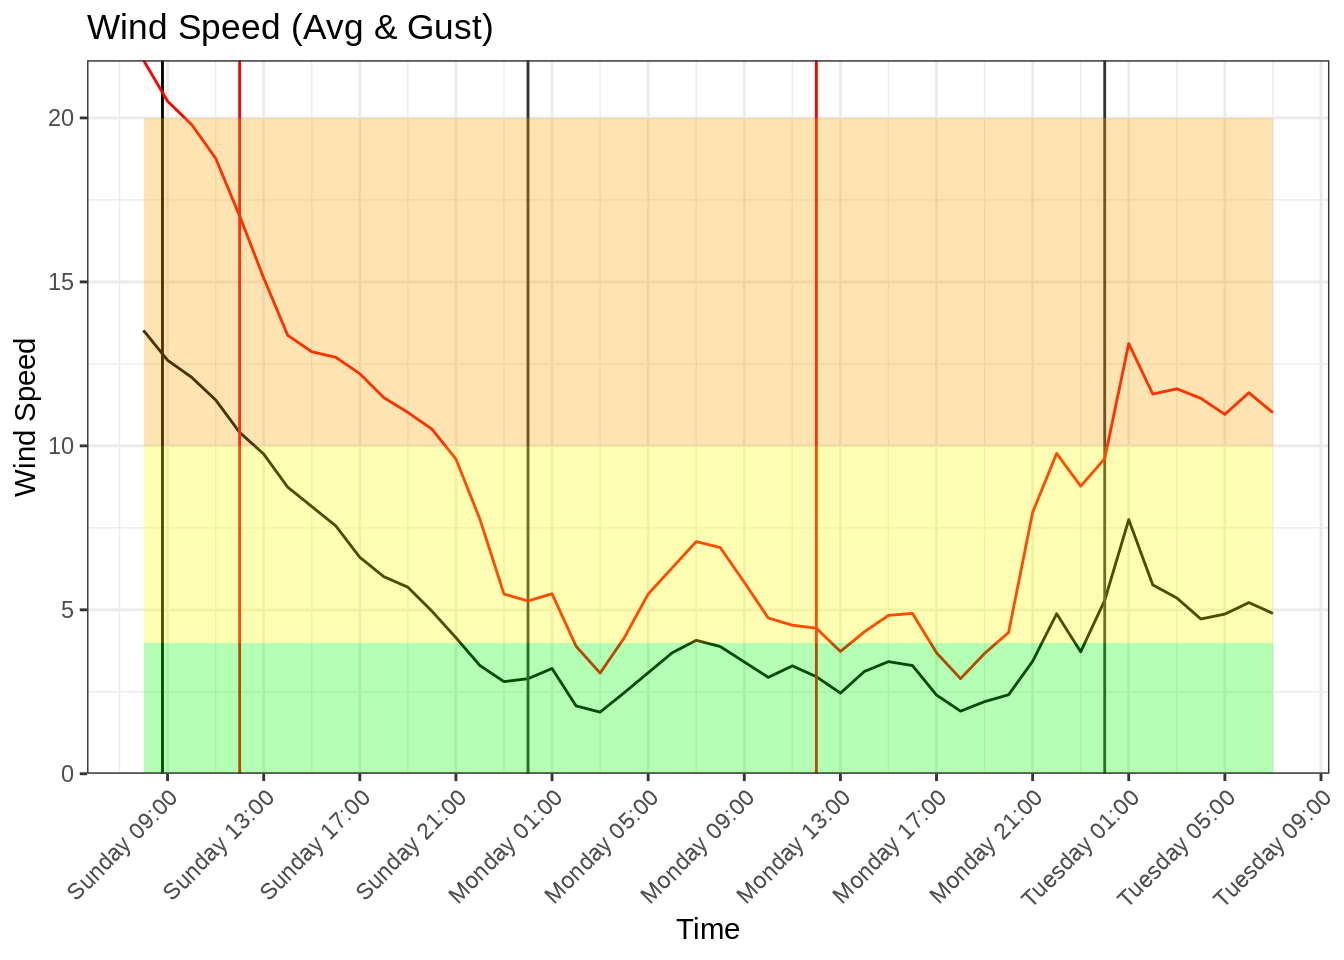 Wind Speed (Avg & Gust)
20
15
10
5
0
Wind Speed
Sunday 09:00
Sunday 13:00
Sunday 17:00
Sunday 21:00
Monday 01:00
Monday 05:00
Monday 09:00
Monday 13:00
Monday 17:00
Monday 21:00
Tuesday 01:00
Tuesday 05:00
Tuesday 09:00
Time